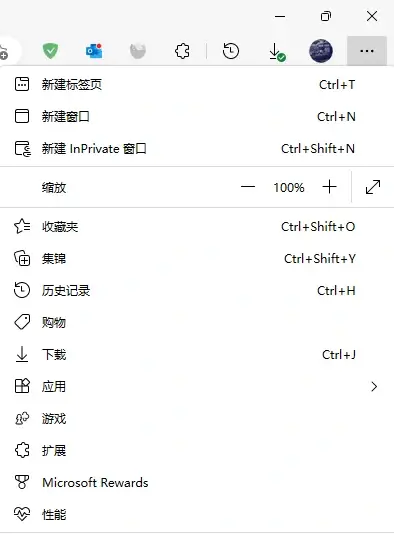 新建标签页 Ctrl+T
新建窗口 Ctrl+N
新建 InPrivate 窗口 Ctrl+Shift+N
缩放 — 100% +
收藏夹 Ctrl+Shift+O
集锦 Ctrl+Shift+Y
历史记录 Ctrl+H
购物
下载 Ctrl+J
应用
游戏
扩展
Microsoft Rewards
性能